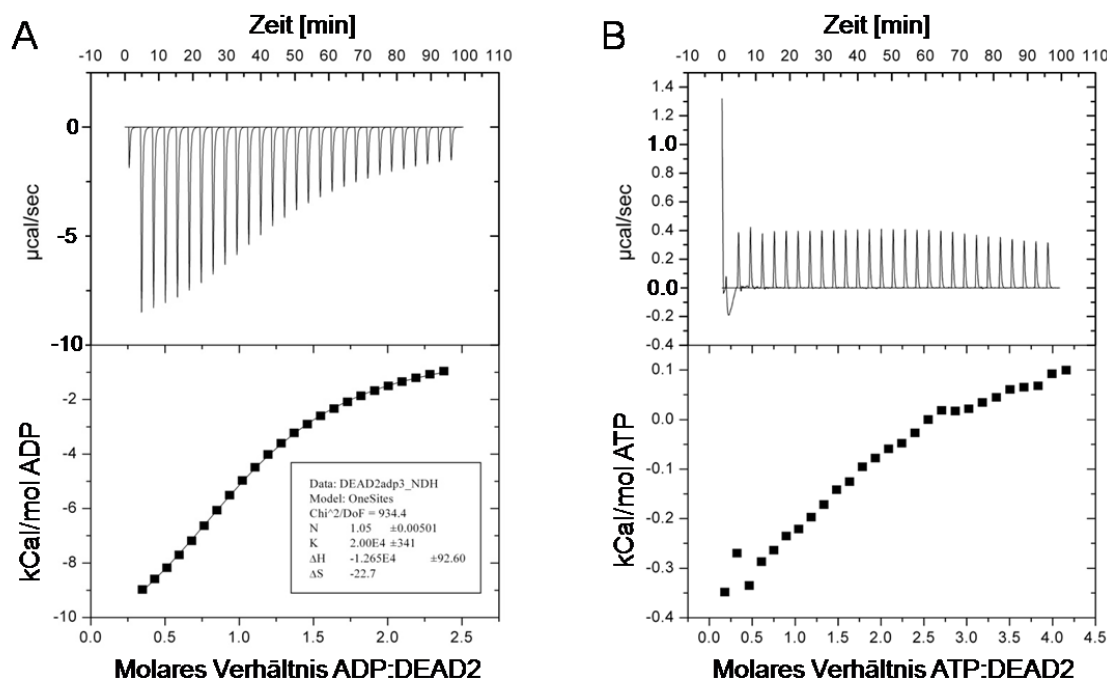 A
Zeit [min]
-10 0 10 20 30 40 50 60 70 80 90 100 110
0
-5
-10
µcal/sec
-2
-4
-6
-8
-10
kCal/mol ADP
Data: DEAD2adp3_NDH
Model: OneSites
Chi^2/DoF = 934.4
N 1.05 ±0.00501
K 2.00E4 ±341
ΔH -1.265E4 ±92.60
ΔS -22.7
0.0 0.5 1.0 1.5 2.0 2.5
Molares Verhältnis ADP:DEAD2
B
Zeit [min]
-10 0 10 20 30 40 50 60 70 80 90 100 110
1.4
1.2
1.0
0.8
0.6
0.4
0.2
0.0
-0.2
-0.4
µcal/sec
0.1
0.0
-0.1
-0.2
-0.3
-0.4
kCal/mol ATP
0.0 0.5 1.0 1.5 2.0 2.5 3.0 3.5 4.0 4.5
Molares Verhältnis ATP:DEAD2